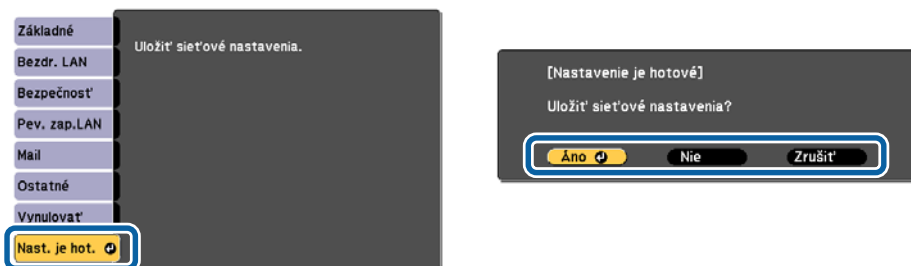 Základné
Bezdr. LAN
Bezpečnosť
Pev. zap.LAN
Mail
Ostatné
Vynulovať
Nast. je hot.
Uložiť sieťové nastavenia.
[Nastavenie je hotové]
Uložiť sieťové nastavenia?
Áno Nie Zrušiť